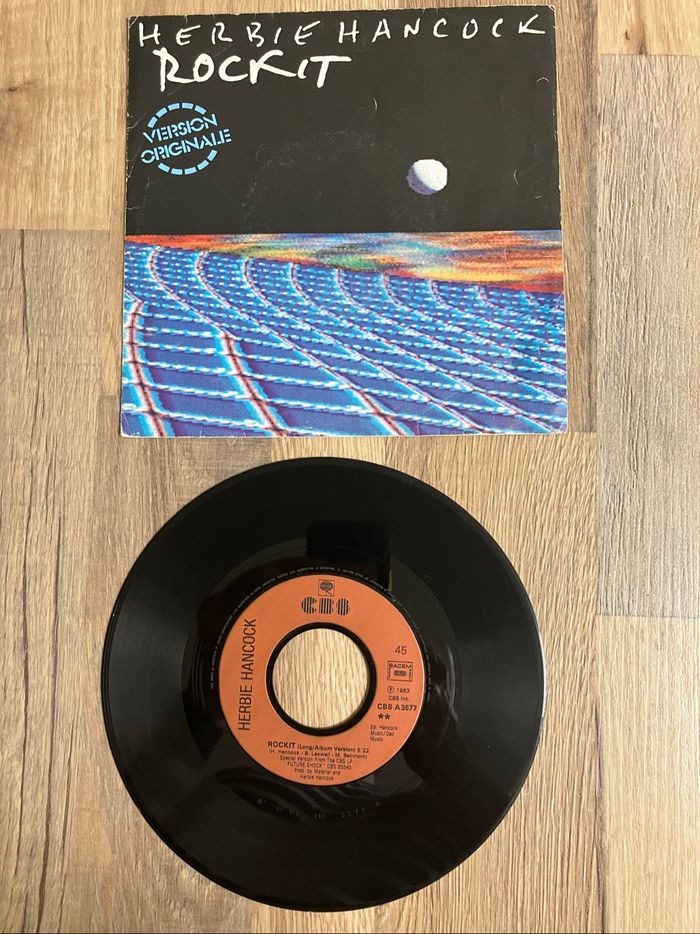 HERBIE HANCOCK
ROCKIT
VERSION
ORIGINALE
CBS
HERBIE HANCOCK
45
SACEM
℗ 1983
CBS Inc.
CBS A3577
**
Ed. Hancock
Music/Oao
Music
ROCKIT (Long/Album Version) 5'22
(H. Hancock - B. Laswell - M. Beinhorn)
Special Version From The CBS LP :
"FUTURE SHOCK" CBS 25540
Prod. by Material and
Herbie Hancock